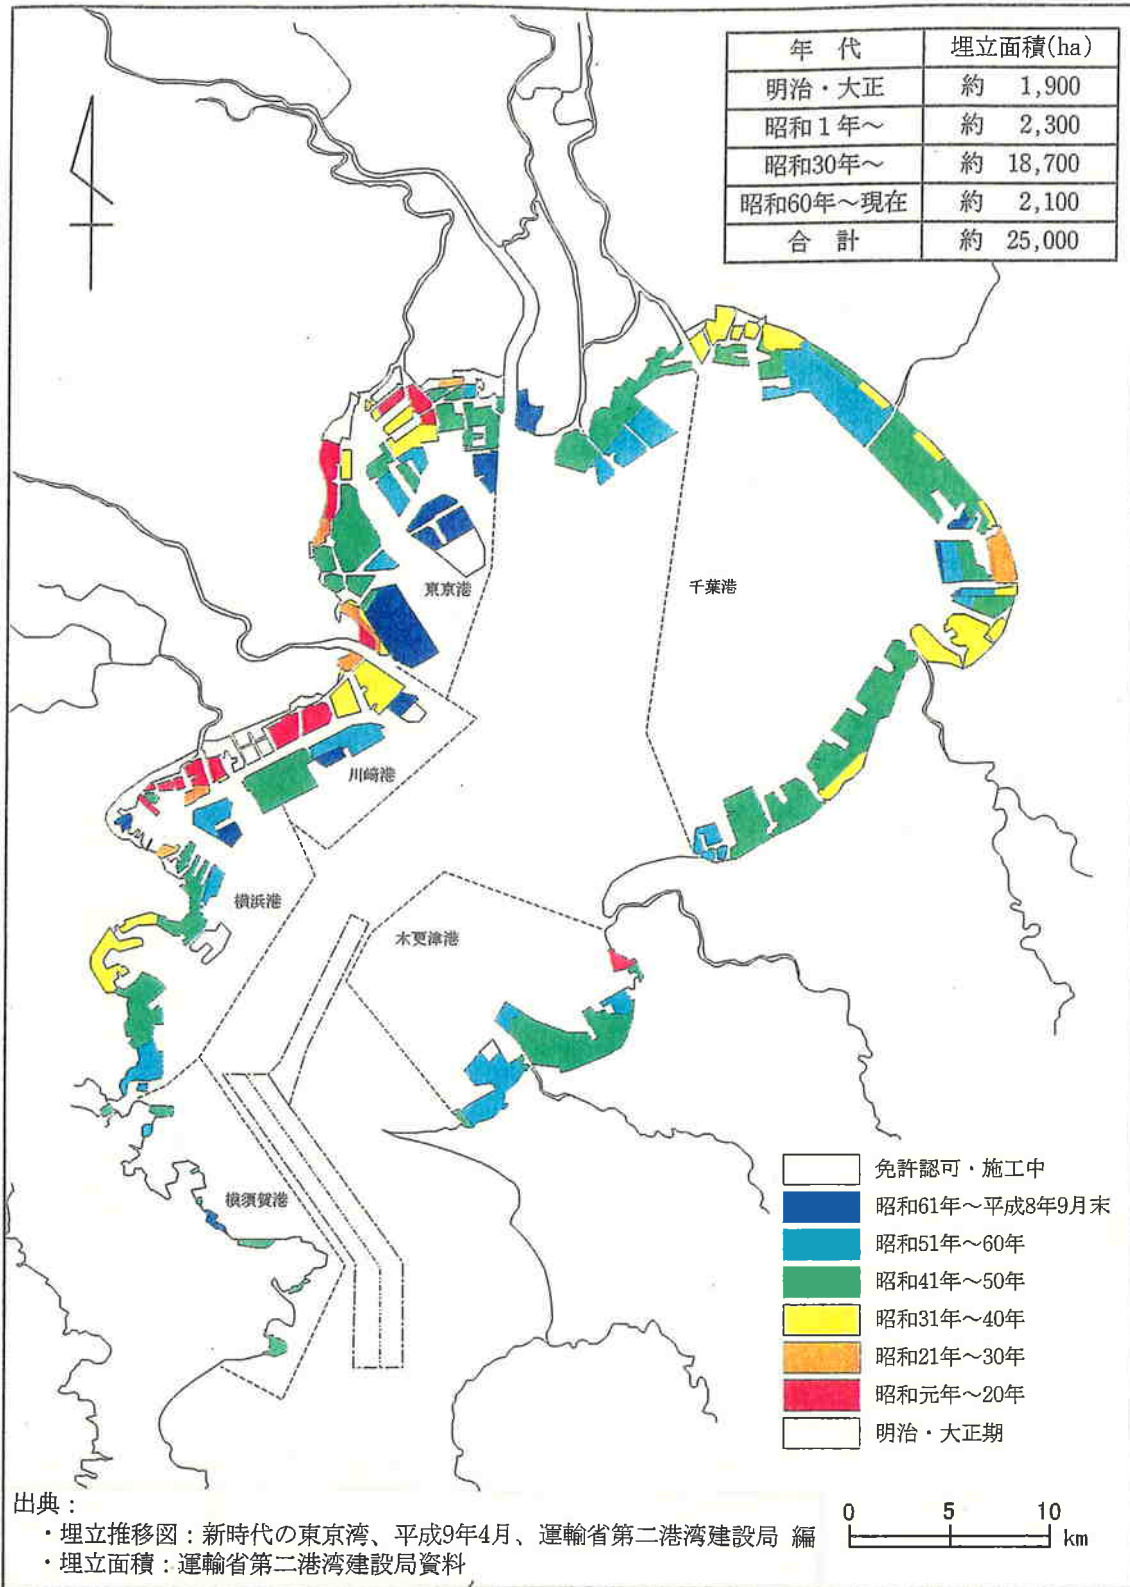 年 代 埋立面積(ha)
明治・大正 約 1,900
昭和1年～ 約 2,300
昭和30年～ 約 18,700
昭和60年～現在 約 2,100
合 計 約 25,000
東京港
千葉港
川崎港
横浜港
木更津港
横須賀港
免許認可・施工中
昭和61年～平成8年9月末
昭和51年～60年
昭和41年～50年
昭和31年～40年
昭和21年～30年
昭和元年～20年
明治・大正期
出典：
・埋立推移図：新時代の東京湾、平成9年4月、運輸省第二港湾建設局 編
・埋立面積：運輸省第二港湾建設局資料
0 5 10
km